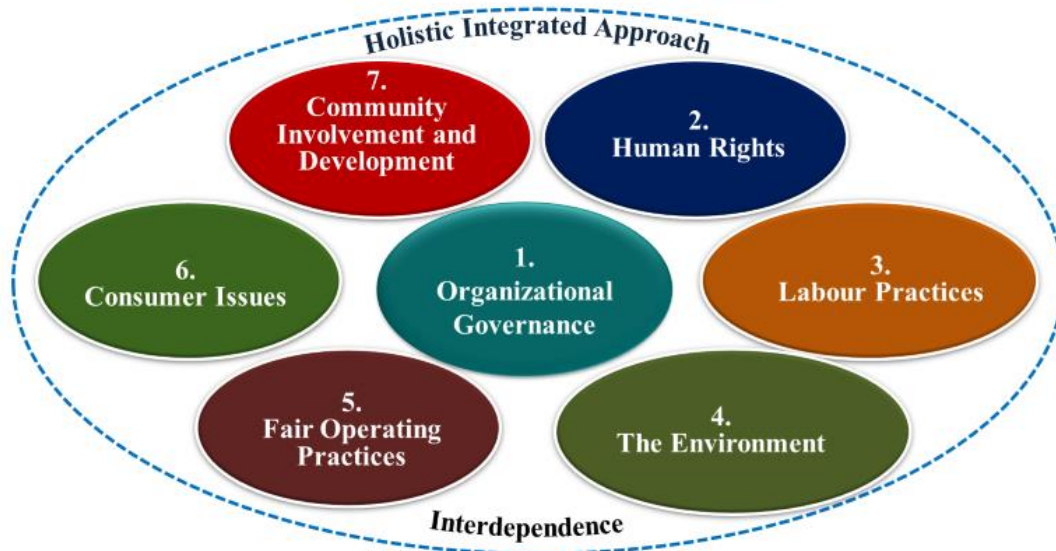 Holistic Integrated Approach
7.
Community
Involvement and
Development
2.
Human Rights
6.
Consumer Issues
1.
Organizational
Governance
3.
Labour Practices
5.
Fair Operating
Practices
4.
The Environment
Interdependence